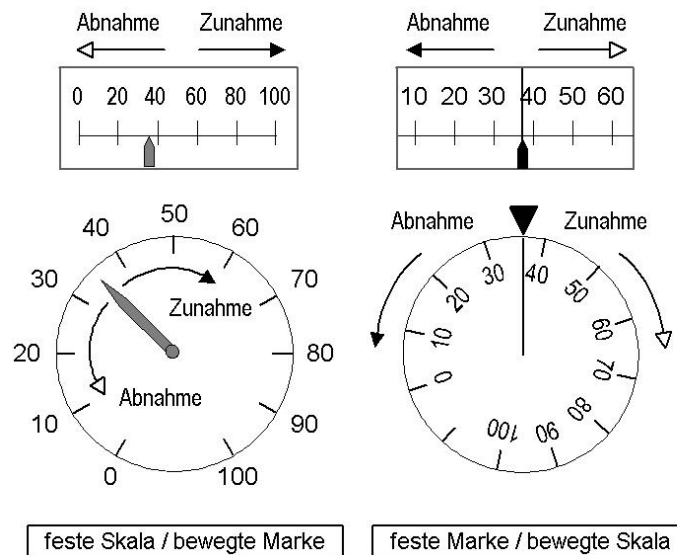 Abnahme Zunahme
0 20 40 60 80 100
Abnahme Zunahme
10 20 30 40 50 60
0 10 20 30 40 50 60 70 80 90 100
Zunahme
Abnahme
Abnahme Zunahme
0 10 20 30 40 50 60 70 80 90 100
feste Skala / bewegte Marke
feste Marke / bewegte Skala